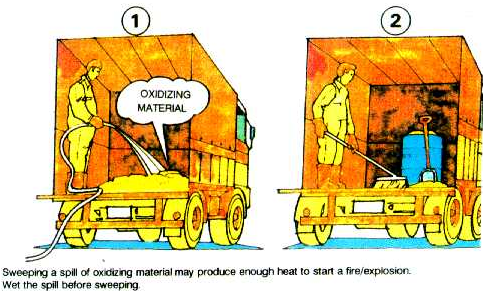 1
2
OXIDIZING
MATERIAL
Sweeping a spill of oxidizing material may produce enough heat to start a fire/explosion.
Wet the spill before sweeping.